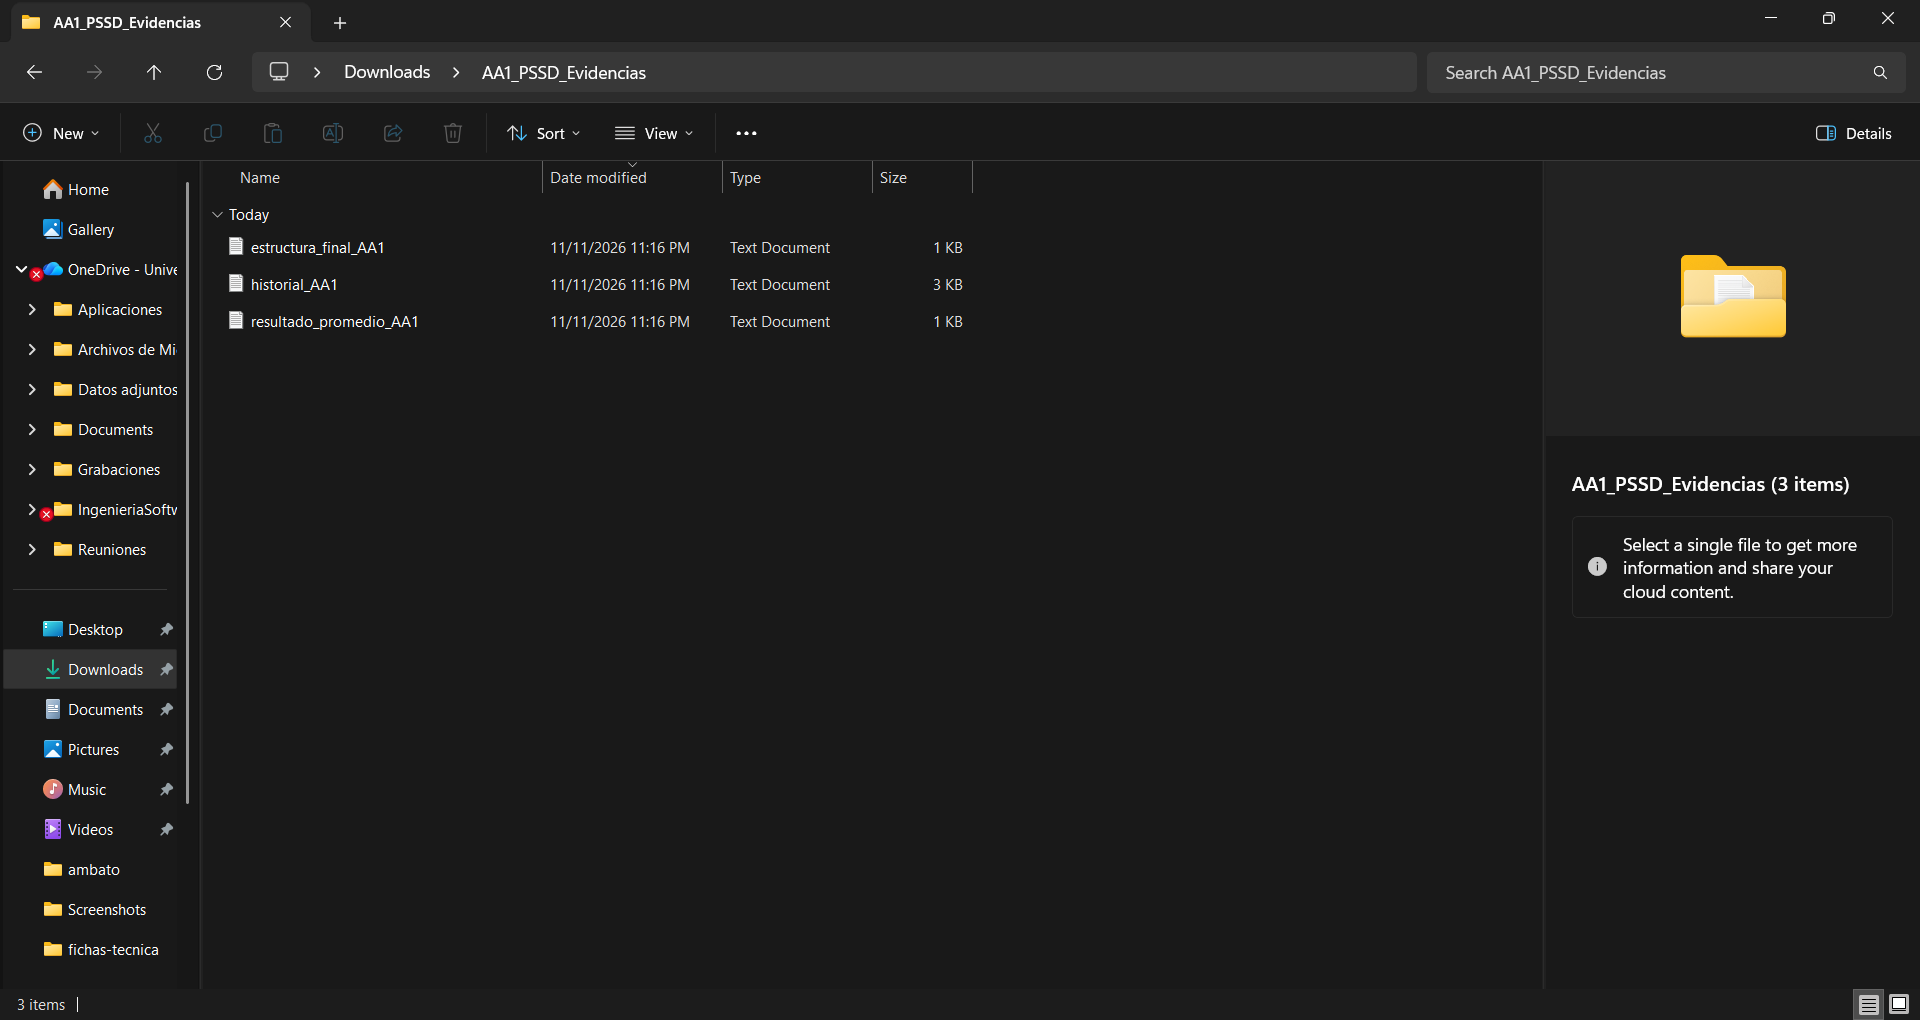 AA1_PSSD_Evidencias
Downloads > AA1_PSSD_Evidencias
Search AA1_PSSD_Evidencias
New
Sort
View
Details
Home
Gallery
OneDrive - Unive
Aplicaciones
Archivos de Mi
Datos adjuntos
Documents
Grabaciones
IngenieriaSoftw
Reuniones
Desktop
Downloads
Documents
Pictures
Music
Videos
ambato
Screenshots
fichas-tecnica
Name Date modified Type Size
Today
estructura_final_AA1 11/11/2026 11:16 PM Text Document 1 KB
historial_AA1 11/11/2026 11:16 PM Text Document 3 KB
resultado_promedio_AA1 11/11/2026 11:16 PM Text Document 1 KB
AA1_PSSD_Evidencias (3 items)
Select a single file to get more
information and share your
cloud content.
3 items